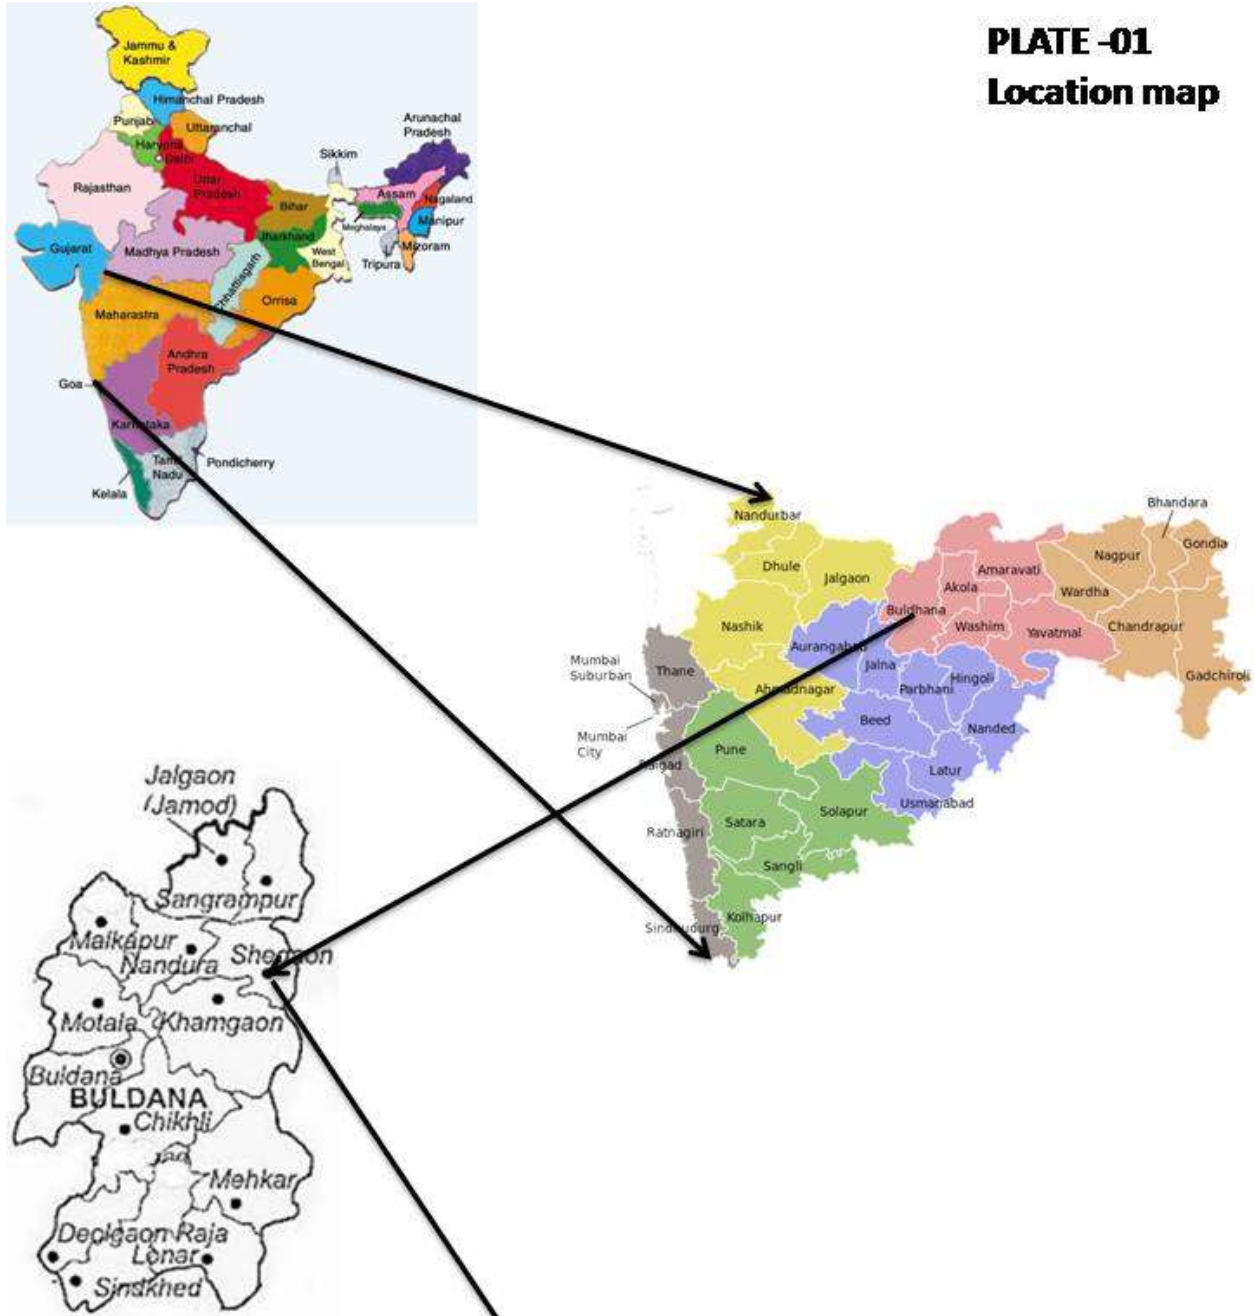 PLATE -01
Location map
Jammu &
Kashmir
Himanchal Pradesh
Punjab
Uttaranchal
Haryana
Delhi
Arunachal
Pradesh
Sikkim
Rajasthan
Uttar
Pradesh
Assam
Nagaland
Bihar
Meghalaya
Manipur
Gujarat
Madhya Pradesh
Jharkhand
West
Bengal
Mizoram
Tripura
Chhattisgarh
Orrisa
Maharastra
Andhra
Pradesh
Goa
Karnataka
Tamil
Nadu
Pondicherry
Kelala
Nandurbar
Bhandara
Gondia
Nagpur
Dhule
Jalgaon
Amaravati
Akola
Wardha
Buldhana
Nashik
Washim
Yavatmal
Chandrapur
Aurangabad
Jalna
Mumbai
Suburban
Thane
Hingoli
Parbhani
Gadchiroli
Ahmadnagar
Beed
Nanded
Mumbai
City
Pune
Raigad
Latur
Usmanabad
Solapur
Satara
Ratnagiri
Sangli
Kolhapur
Sindhudurg
Jalgaon
(Jamod)
Sangrampur
Malkapur
Nandura
Shegaon
Motala
Khamgaon
Buldana
BULDANA
Chikhli
Mehkar
Deolgaon Raja
Lonar
Sindkhed